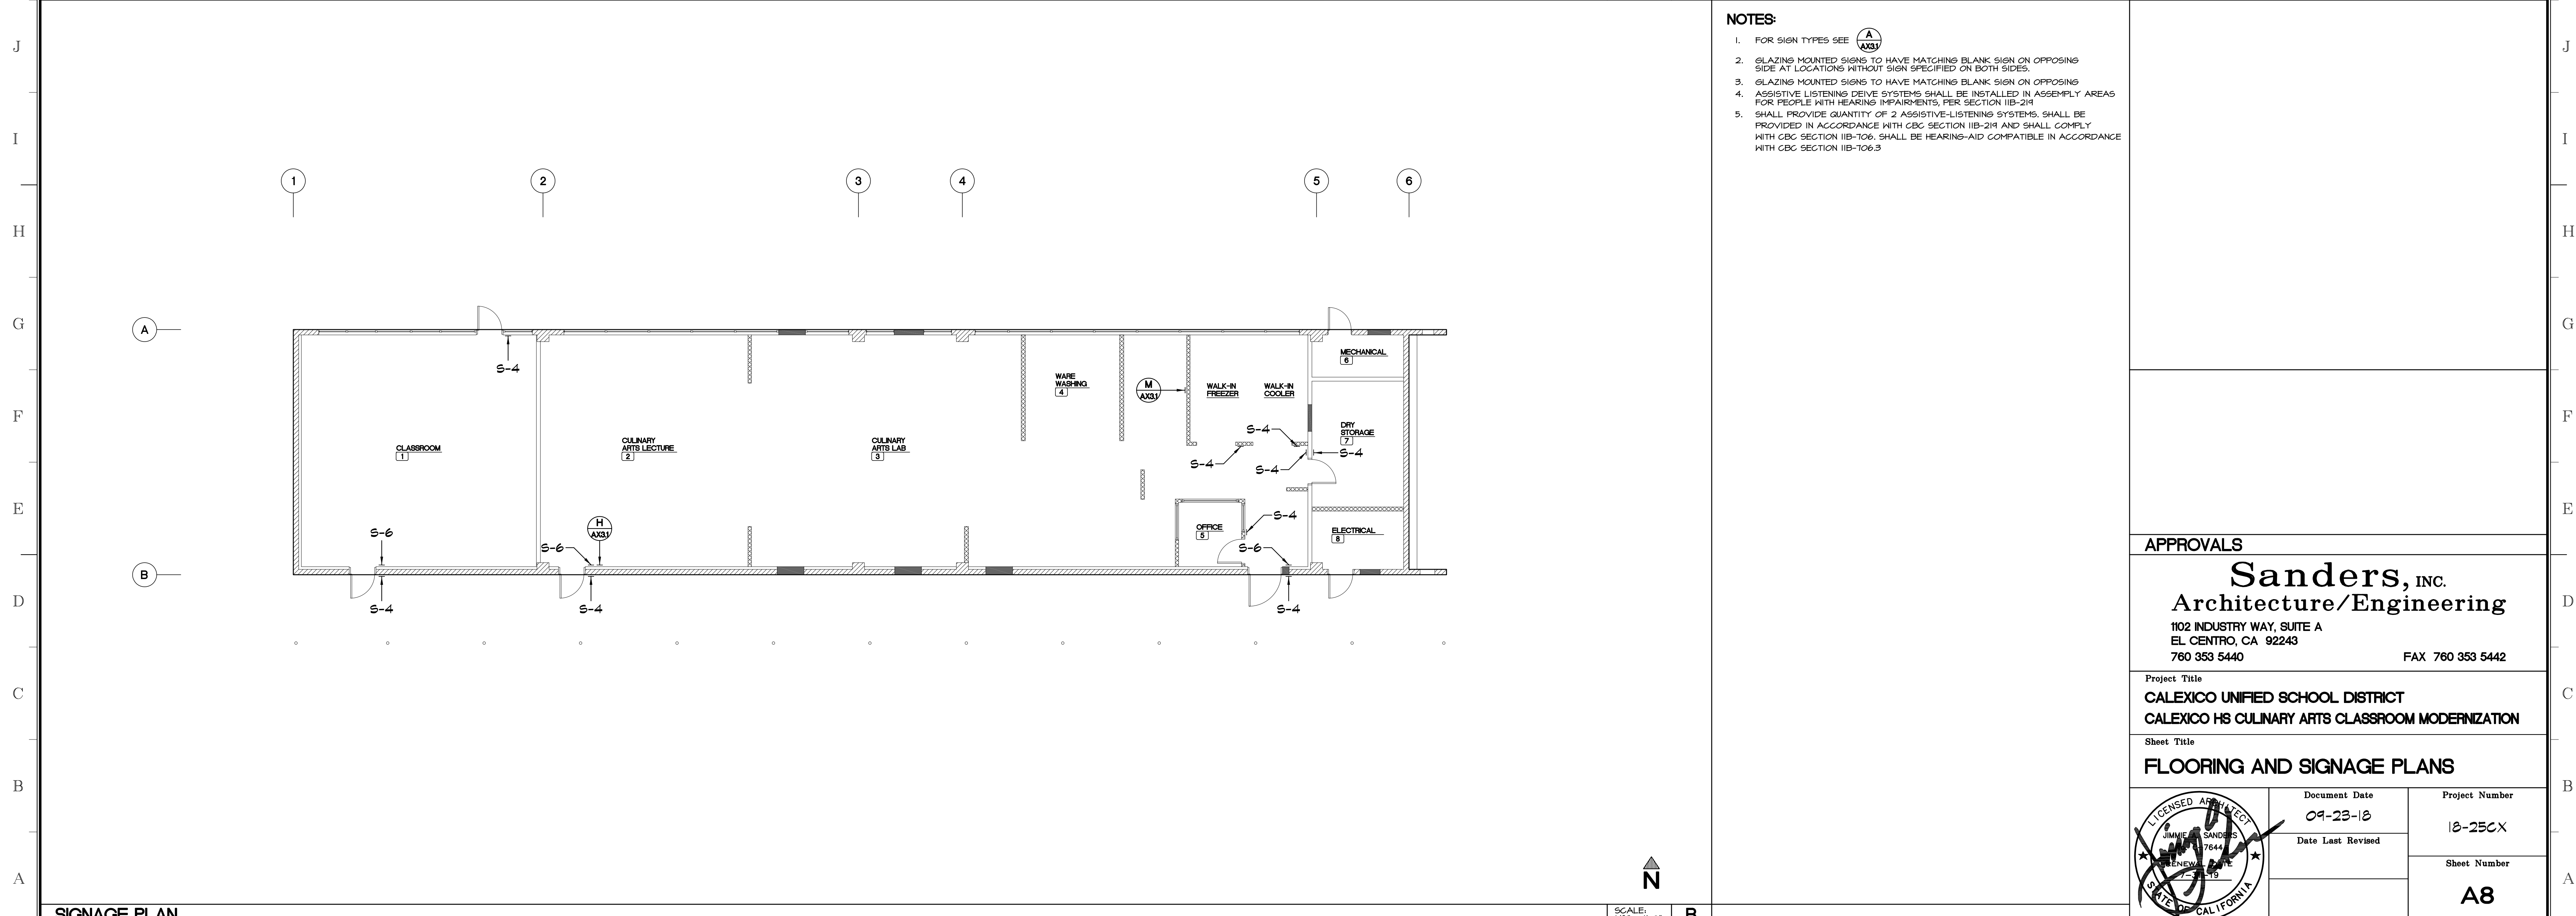 NOTES:
1. FOR SIGN TYPES SEE A AX3.1
2. GLAZING MOUNTED SIGNS TO HAVE MATCHING BLANK SIGN ON OPPOSING
SIDE AT LOCATIONS WITHOUT SIGN SPECIFIED ON BOTH SIDES.
3. GLAZING MOUNTED SIGNS TO HAVE MATCHING BLANK SIGN ON OPPOSING
4. ASSISTIVE LISTENING DEIVE SYSTEMS SHALL BE INSTALLED IN ASSEMPLY AREAS
FOR PEOPLE WITH HEARING IMPAIRMENTS, PER SECTION 11B-219
5. SHALL PROVIDE QUANTITY OF 2 ASSISTIVE-LISTENING SYSTEMS. SHALL BE
PROVIDED IN ACCORDANCE WITH CBC SECTION 11B-219 AND SHALL COMPLY
WITH CBC SECTION 11B-706. SHALL BE HEARING-AID COMPATIBLE IN ACCORDANCE
WITH CBC SECTION 11B-706.3
J
I
H
G
F
E
D
C
B
A
1 2 3 4 5 6
A
B
S-4
CLASSROOM
1
S-6
S-4
CULINARY
ARTS LECTURE
2
H
AX3.1
S-6
S-4
CULINARY
ARTS LAB
3
WARE
WASHING
4
M
AX3.1
WALK-IN
FREEZER
WALK-IN
COOLER
S-4
S-4
S-4
S-4
MECHANICAL
6
DRY
STORAGE
7
OFFICE
5
S-4
S-6
S-4
ELECTRICAL
8
N
SIGNAGE PLAN
SCALE:
B
APPROVALS
Sanders, INC.
Architecture/Engineering
1102 INDUSTRY WAY, SUITE A
EL CENTRO, CA 92243
760 353 5440 FAX 760 353 5442
Project Title
CALEXICO UNIFIED SCHOOL DISTRICT
CALEXICO HS CULINARY ARTS CLASSROOM MODERNIZATION
Sheet Title
FLOORING AND SIGNAGE PLANS
LICENSED ARCHITECT
JIMMIE A. SANDERS
7644
RENEWAL DATE
STATE OF CALIFORNIA
Document Date
09-23-18
Date Last Revised
Project Number
18-25CX
Sheet Number
A8
J
I
H
G
F
E
D
C
B
A